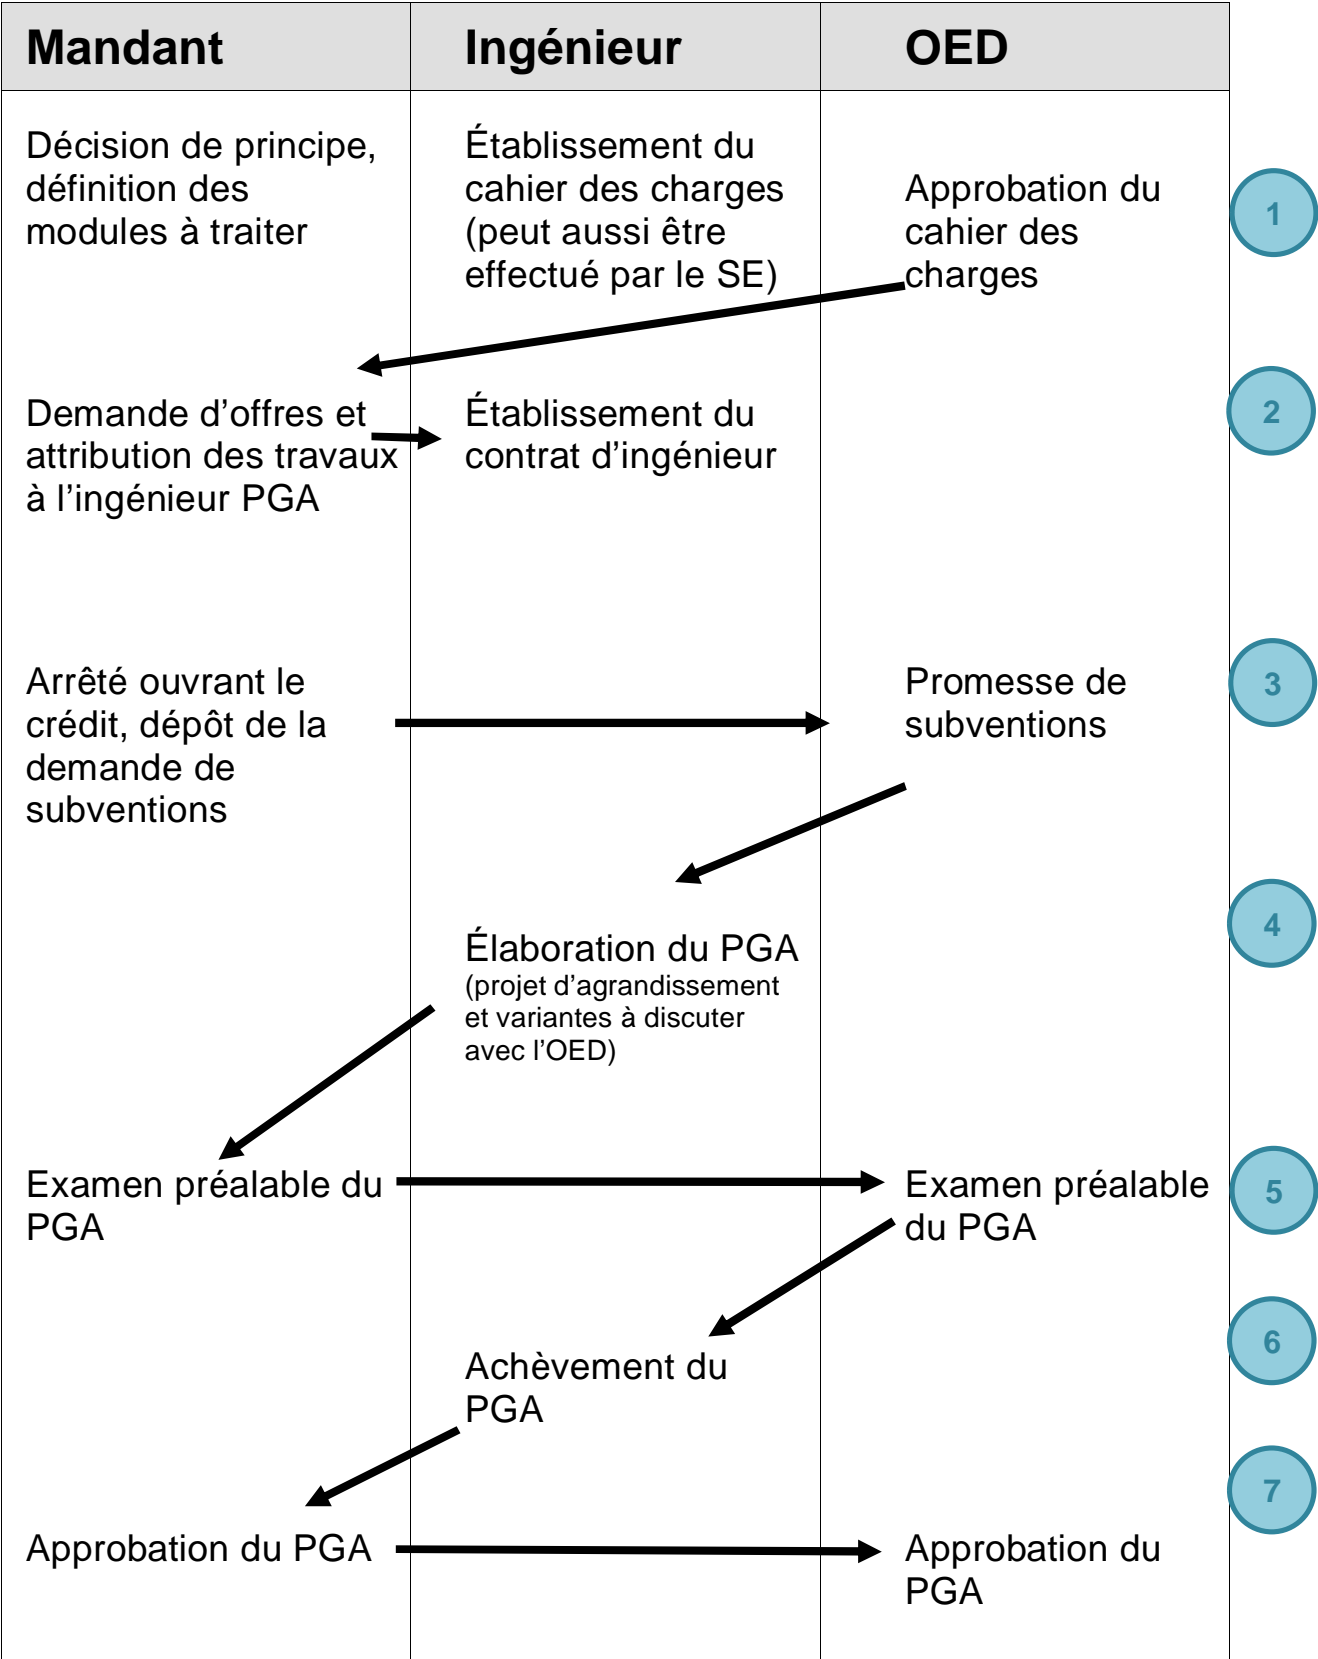 Mandant
Ingénieur
OED
Décision de principe,
définition des
modules à traiter
Établissement du
cahier des charges
(peut aussi être
effectué par le SE)
Approbation du
cahier des
charges
1
Demande d’offres et
attribution des travaux
à l’ingénieur PGA
Établissement du
contrat d’ingénieur
2
Arrêté ouvrant le
crédit, dépôt de la
demande de
subventions
Promesse de
subventions
3
Élaboration du PGA
(projet d’agrandissement
et variantes à discuter
avec l’OED)
4
Examen préalable du
PGA
Examen préalable
du PGA
5
Achèvement du
PGA
6
7
Approbation du PGA
Approbation du
PGA